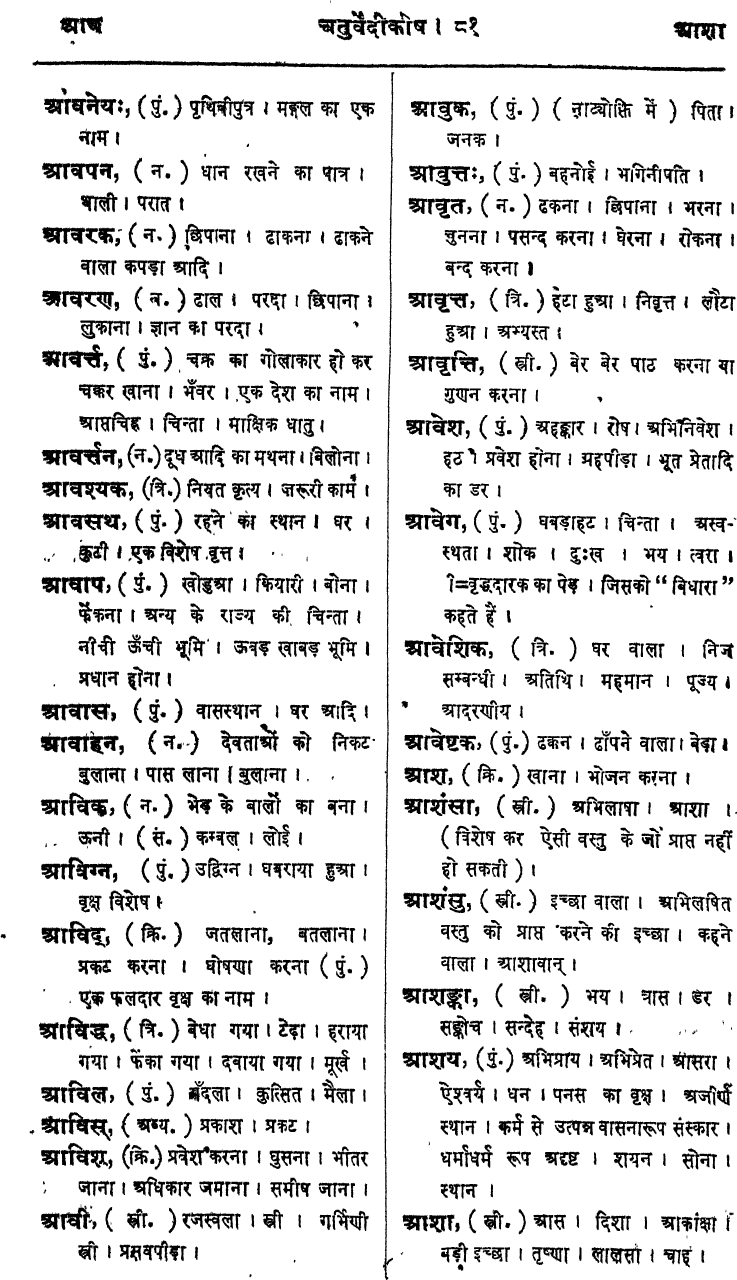 आव
चतुर्वेदीकोष । ८१
आशा
आवनेयः, (पुं.) पृथिवीपुत्र । मङ्गल का एक
नाम ।
आवपन, (न.) धान रखने का पात्र ।
थाली । परात ।
आवरक, (न.) छिपाना । ढाकना । ढाकने
वाला कपड़ा आदि ।
आवरण, (न.) ढाल । परदा । छिपाना ।
लुकाना । ज्ञान का परदा ।
आवर्त्त, (पुं.) चक्र का गोलाकार हो कर
चक्कर खाना । भँवर । एक देश का नाम ।
आप्तचिह्न । चिन्ता । माक्षिक धातु ।
आवर्त्तन, (न.) दूध आदि का मथना । बिलोना ।
आवश्यक, (त्रि.) नियत कृत्य । जरूरी काम ।
आवसथ, (पुं.) रहने का स्थान । घर ।
कुटी । एक विशेष वृत्त ।
आवाप, (पुं.) खोडुआ । कियारी । बोना ।
फेंकना । अन्य के राज्य की चिन्ता ।
नीची ऊँची भूमि । ऊबड़ खाबड़ भूमि ।
प्रधान होना ।
आवास, (पुं.) वासस्थान । घर आदि ।
आवाहन, (न.) देवताओं को निकट
बुलाना । पास लाना । बुलाना ।
आविक, (न.) भेड़ के बालों का बना ।
ऊनी । (सं.) कम्बल । लोई ।
आविग्न, (पुं.) उद्विग्न । घबराया हुआ ।
वृक्ष विशेष ।
आविद्, (क्रि.) जतलाना, बतलाना ।
प्रकट करना । घोषणा करना (पुं.)
एक फलदार वृक्ष का नाम ।
आविद्ध, (त्रि.) बेधा गया । टेढ़ा । हराया
गया । फेंका गया । दबाया गया । मूर्ख ।
आविल, (पुं.) गँदला । कुत्सित । मैला ।
आविस्, (अव्य.) प्रकाश । प्रकट ।
आविश्, (क्रि.) प्रवेश करना । घुसना । भीतर
जाना । अधिकार जमाना । समीप जाना ।
आवी, (स्त्री.) रजस्वला । स्त्री । गर्भिणी
स्त्री । प्रसवपीड़ा ।
आवुक, (पुं.) (नाट्योक्ति में) पिता ।
जनक ।
आवुत्तः, (पुं.) बहनोई । भगिनीपति ।
आवृत, (न.) ढकना । छिपाना । भरना ।
चुनना । पसन्द करना । घेरना । रोकना ।
बन्द करना ।
आवृत्त, (त्रि.) हटा हुआ । निवृत्त । लौटा
हुआ । अभ्यस्त ।
आवृत्ति, (स्त्री.) बेर बेर पाठ करना या
गुणन करना ।
आवेश, (पुं.) अहङ्कार । रोष । अभिनिवेश ।
हठ । प्रवेश होना । ग्रहपीड़ा । भूत प्रेतादि
का डर ।
आवेग, (पुं.) घबड़ाहट । चिन्ता । अस्व-
स्थता । शोक । दुःख । भय । त्वरा ।
ी=वृद्धदारक का पेड़ । जिसको “बिधारा”
कहते हैं ।
आवेशिक, (त्रि.) घर वाला । निज
सम्बन्धी । अतिथि । महमान । पूज्य ।
आदरणीय ।
आवेष्टक, (पुं.) ढकन । ढाँपने वाला । बेड़ा ।
आश, (क्रि.) खाना । भोजन करना ।
आशंसा, (स्त्री.) अभिलाषा । आशा ।
(विशेष कर ऐसी वस्तु के जो प्राप्त नहीं
हो सकती) ।
आशंसु, (स्त्री.) इच्छा वाला । अभिलषित
वस्तु को प्राप्त करने की इच्छा । कहने
वाला । आशावान् ।
आशङ्का, (स्त्री.) भय । त्रास । डर ।
सङ्कोच । सन्देह । संशय ।
आशय, (पुं.) अभिप्राय । अभिप्रेत । आसरा ।
ऐश्वर्य । धन । पनस का वृक्ष । अजीर्ण
स्थान । कर्म से उत्पन्न वासनारूप संस्कार ।
धर्माधर्म रूप अदृष्ट । शयन । सोना ।
स्थान ।
आशा, (स्त्री.) आस । दिशा । आकांक्षा ।
बड़ी इच्छा । तृष्णा । लालसा । चाह ।